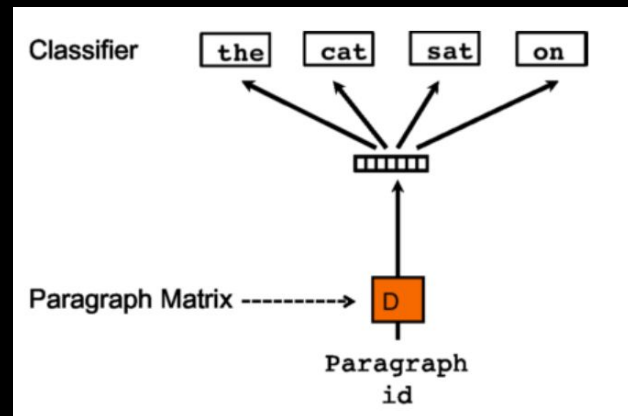 Classifier the cat sat on
Paragraph Matrix D
Paragraph
id